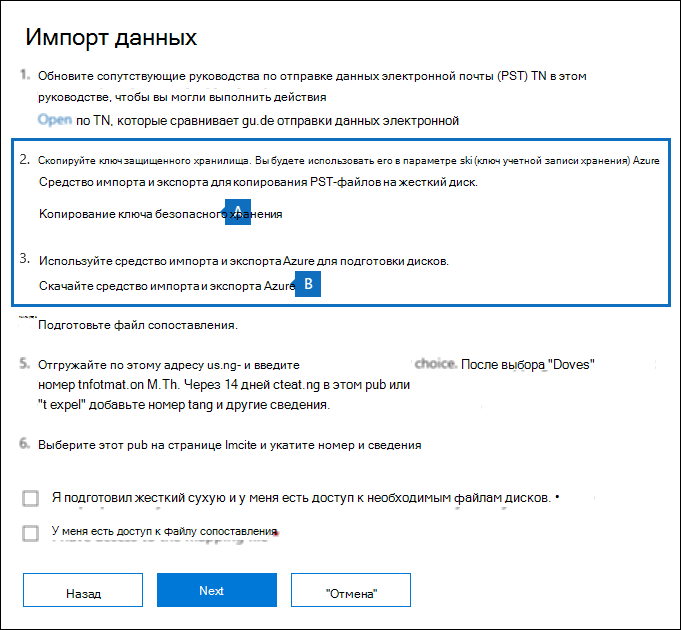 Импорт данных
1. Обновите сопутствующие руководства по отправке данных электронной почты (PST) TN в этом
руководстве, чтобы вы могли выполнить действия
Open по TN, которые сравнивает gu.de отправки данных электронной
2. Скопируйте ключ защищенного хранилища. Вы будете использовать его в параметре ski (ключ учетной записи хранения) Azure
Средство импорта и экспорта для копирования PST-файлов на жесткий диск.
Копирование ключа безопасного хранения A
3. Используйте средство импорта и экспорта Azure для подготовки дисков.
Скачайте средство импорта и экспорта Azure B
Подготовьте файл сопоставления.
5. Отгружайте по этому адресу us.ng- и введите choice. После выбора "Doves"
номер tnfotmat.on M.Th. Через 14 дней cteat.ng в этом pub или
"t expel" добавьте номер tang и другие сведения.
6. Выберите этот pub на странице Imcite и укатите номер и сведения
Я подготовил жесткий сухую и у меня есть доступ к необходимым файлам дисков. •
У меня есть доступ к файлу сопоставления.
Назад
Next
"Отмена"